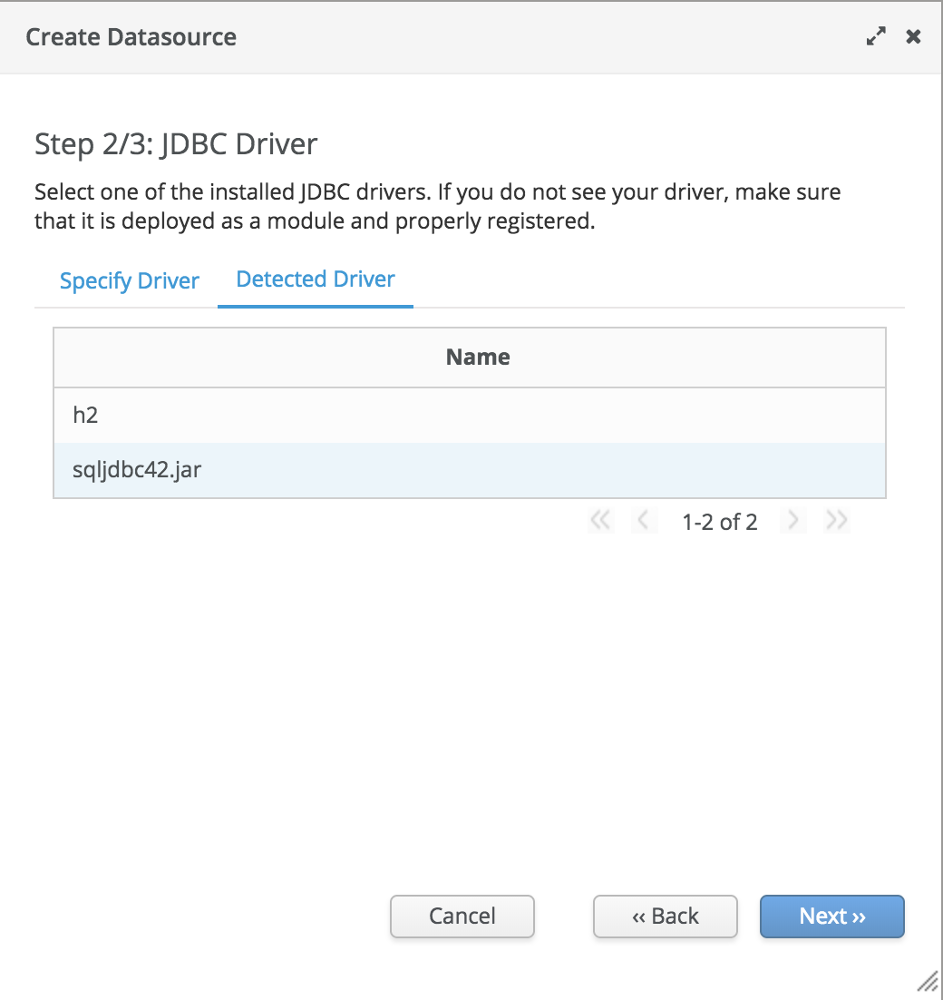 Create Datasource
Step 2/3: JDBC Driver
Select one of the installed JDBC drivers. If you do not see your driver, make sure
that it is deployed as a module and properly registered.
Specify Driver Detected Driver
Name
h2
sqljdbc42.jar
1-2 of 2
Cancel ‹‹ Back Next ››